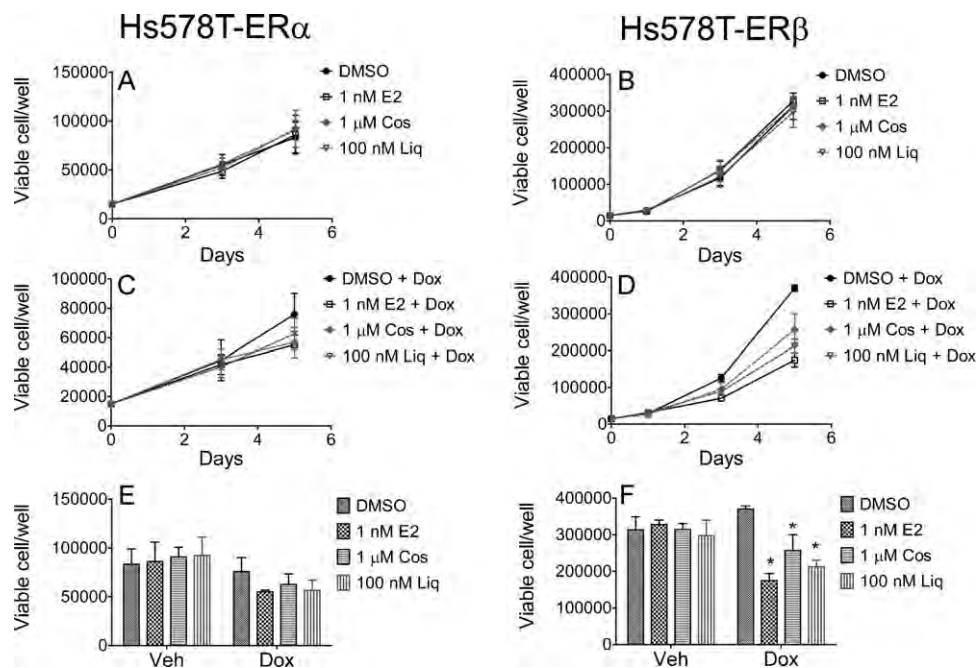 Hs578T-ERα
Hs578T-ERβ
A
Viable cell/well
150000
100000
50000
0
0 2 4 6
Days
DMSO
1 nM E2
1 μM Cos
100 nM Liq
B
Viable cell/well
400000
300000
200000
100000
0
0 2 4 6
Days
DMSO
1 nM E2
1 μM Cos
100 nM Liq
C
Viable cell/well
100000
80000
60000
40000
20000
0
0 2 4 6
Days
DMSO + Dox
1 nM E2 + Dox
1 μM Cos + Dox
100 nM Liq + Dox
D
Viable cell/well
400000
300000
200000
100000
0
0 2 4 6
Days
DMSO + Dox
1 nM E2 + Dox
1 μM Cos + Dox
100 nM Liq + Dox
E
Viable cell/well
150000
100000
50000
0
Veh Dox
DMSO
1 nM E2
1 μM Cos
100 nM Liq
F
Viable cell/well
400000
300000
200000
100000
0
* * *
Veh Dox
DMSO
1 nM E2
1 μM Cos
100 nM Liq